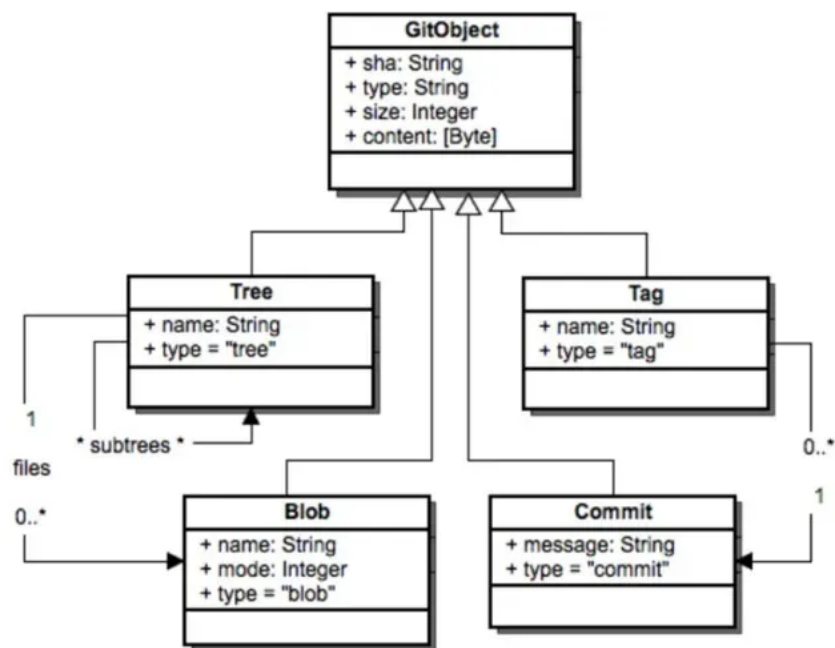 GitObject
+ sha: String
+ type: String
+ size: Integer
+ content: [Byte]
Tree
+ name: String
+ type = "tree"
Tag
+ name: String
+ type = "tag"
1
* subtrees *
files
0..*
0..*
1
Blob
+ name: String
+ mode: Integer
+ type = "blob"
Commit
+ message: String
+ type = "commit"